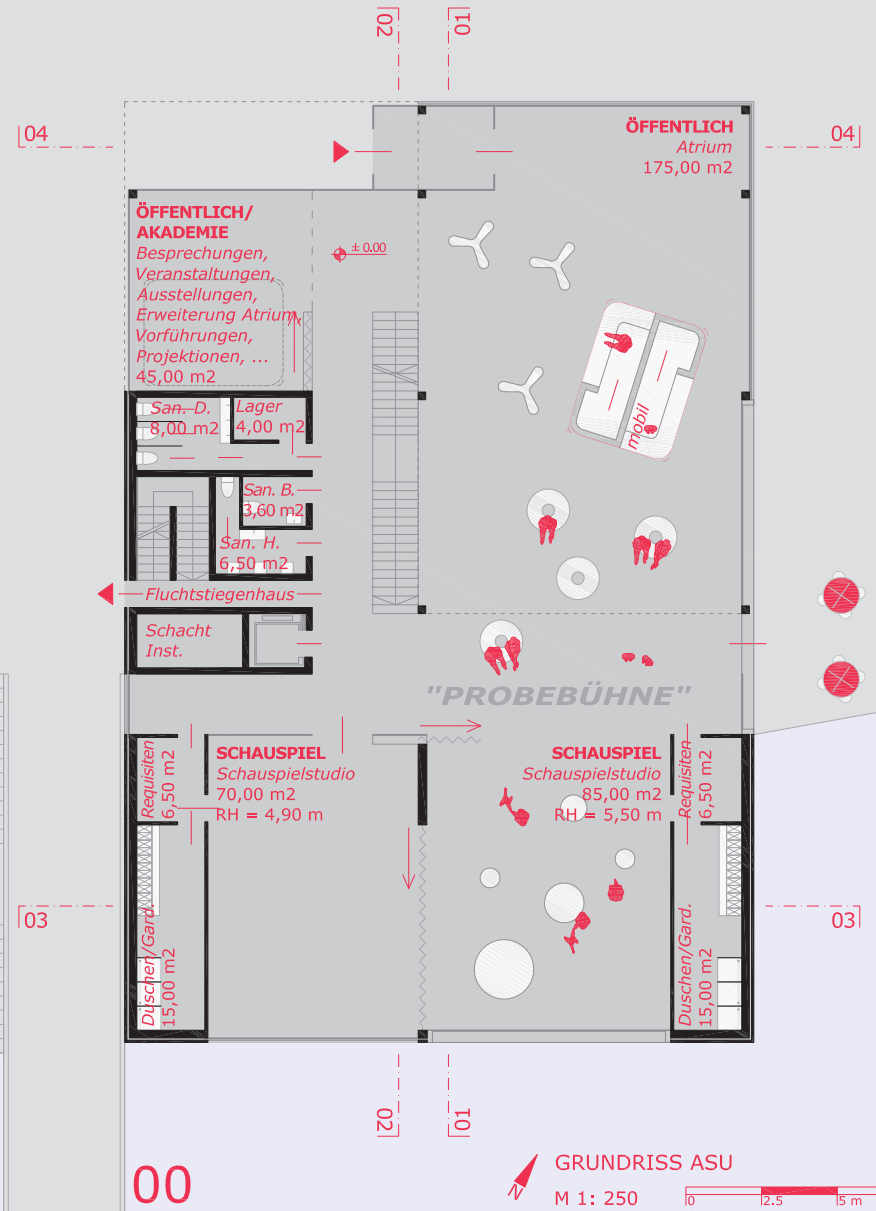 02
01
04
04
ÖFFENTLICH
Atrium
175,00 m2
ÖFFENTLICH/
AKADEMIE
Besprechungen,
Veranstaltungen,
Ausstellungen,
Erweiterung Atrium,
Vorführungen,
Projektionen, ...
45,00 m2
± 0.00
mobil
San. D.
8,00 m2
Lager
4,00 m2
San. B.
3,60 m2
San. H.
6,50 m2
Fluchtstiegenhaus
Schacht
Inst.
"PROBEBÜHNE"
Requisiten
6,50 m2
SCHAUSPIEL
Schauspielstudio
70,00 m2
RH = 4,90 m
SCHAUSPIEL
Schauspielstudio
85,00 m2
RH = 5,50 m
Requisiten
6,50 m2
03
03
Duschen/Gard.
15,00 m2
Duschen/Gard.
15,00 m2
02
01
00
N
GRUNDRISS ASU
M 1: 250
0
2.5
5 m